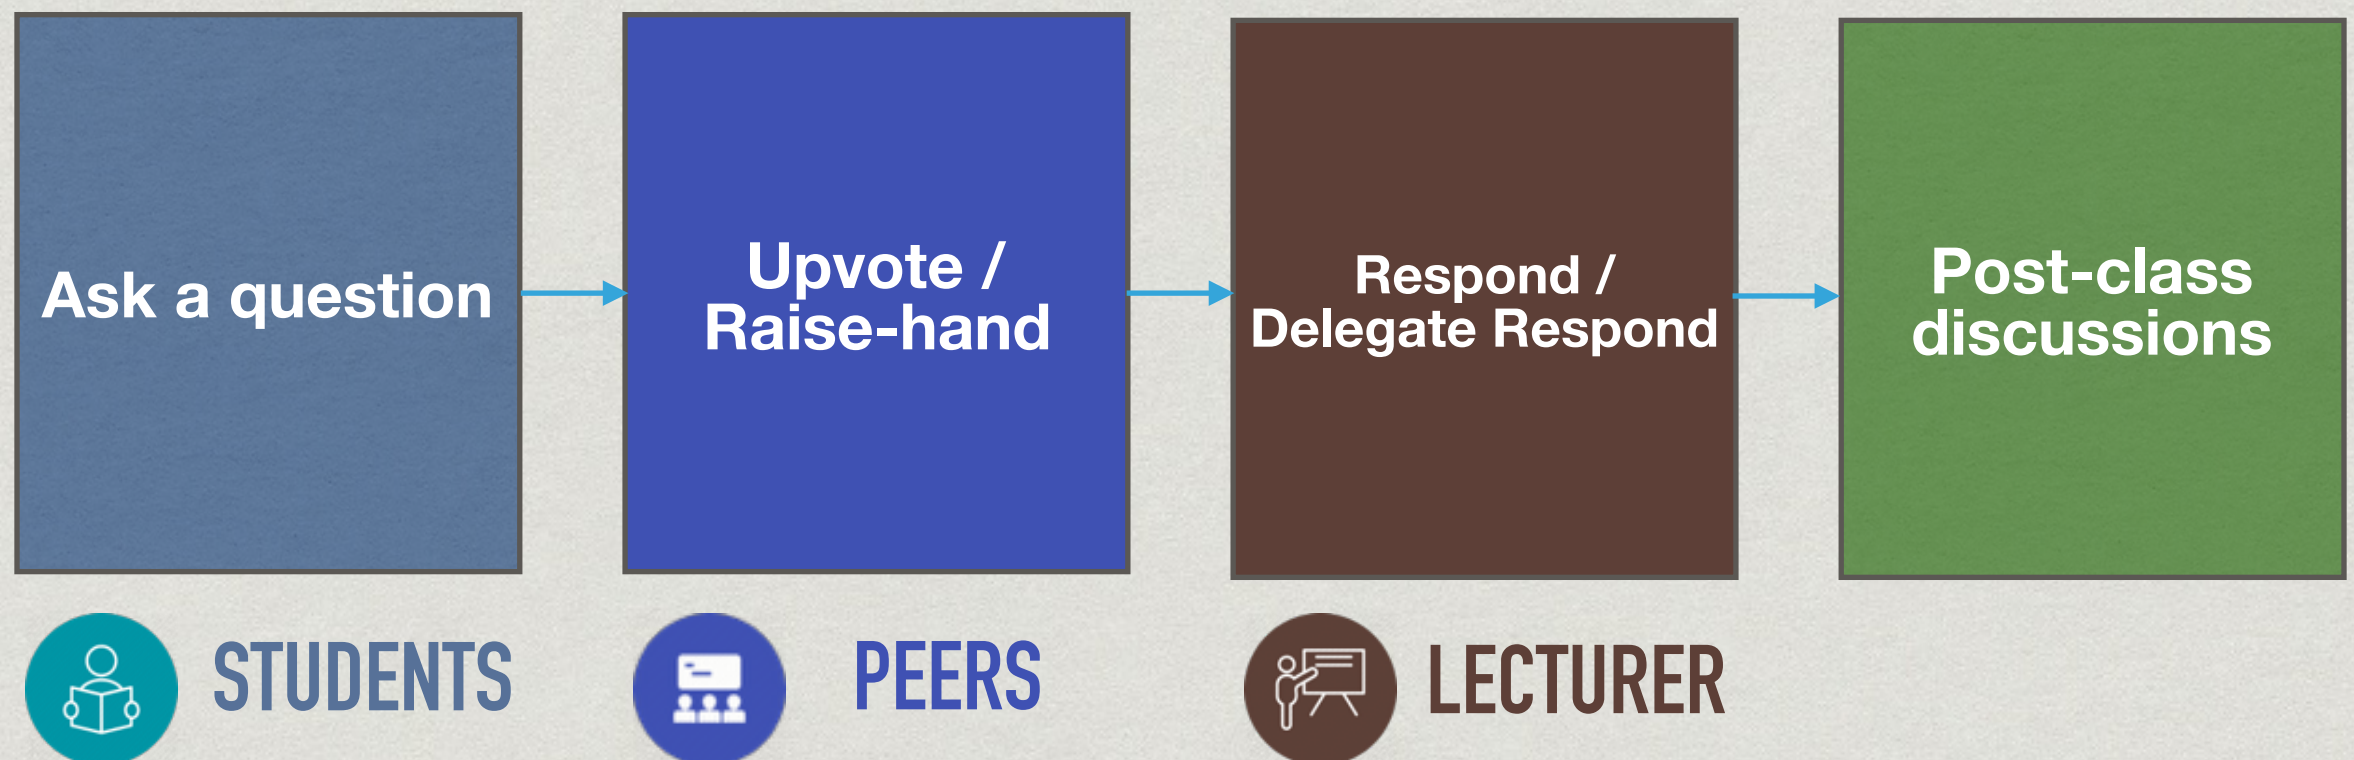 Ask a question
Upvote /
Raise-hand
Respond /
Delegate Respond
Post-class
discussions
STUDENTS
PEERS
LECTURER